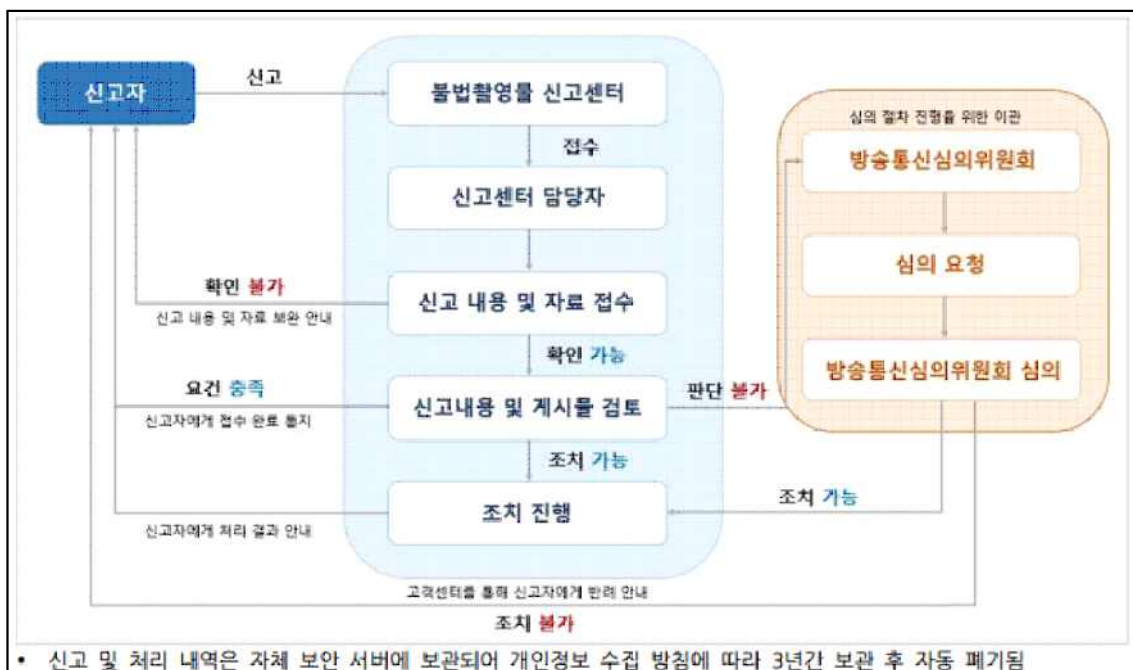 신고자
신고
불법촬영물 신고센터
접수
신고센터 담당자
심의 절차 진행을 위한 이관
방송통신심의위원회
심의 요청
방송통신심의위원회 심의
확인 불가
신고 내용 및 자료 보완 안내
신고 내용 및 자료 접수
확인 가능
요건 충족
신고자에게 접수 완료 통지
신고내용 및 게시물 검토
판단 불가
조치 가능
조치 진행
조치 가능
신고자에게 처리 결과 안내
고객센터를 통해 신고자에게 반려 안내
조치 불가
• 신고 및 처리 내역은 자체 보안 서버에 보관되어 개인정보 수집 방침에 따라 3년간 보관 후 자동 폐기됨